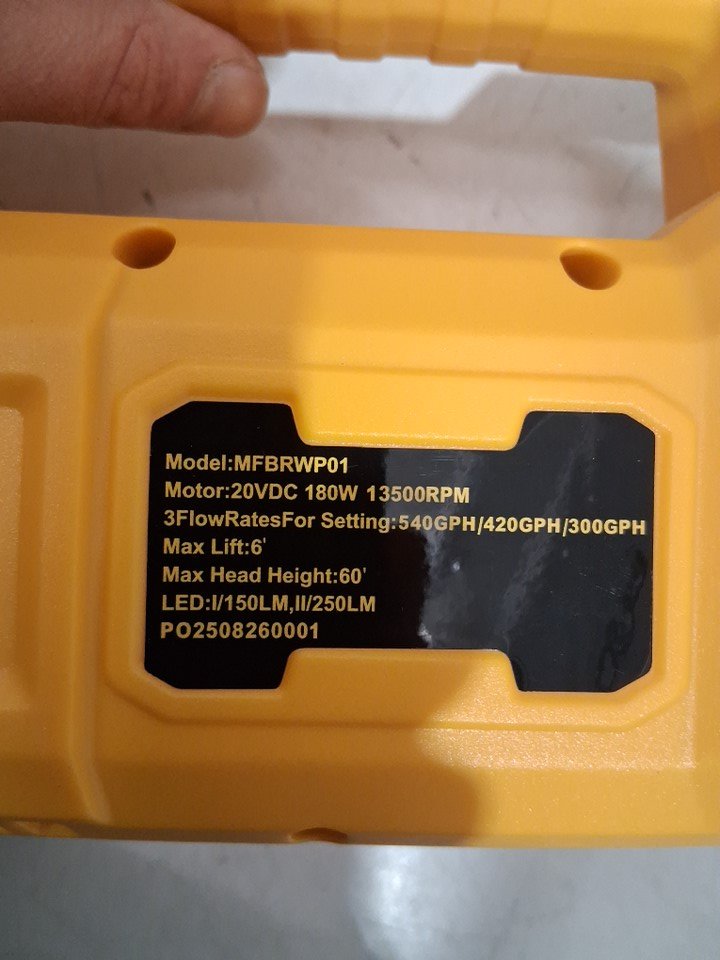 Model:MFBRWP01
Motor:20VDC 180W 13500RPM
3FlowRatesFor Setting:540GPH/420GPH/300GPH
Max Lift:6'
Max Head Height:60'
LED:I/150LM,II/250LM
PO2508260001